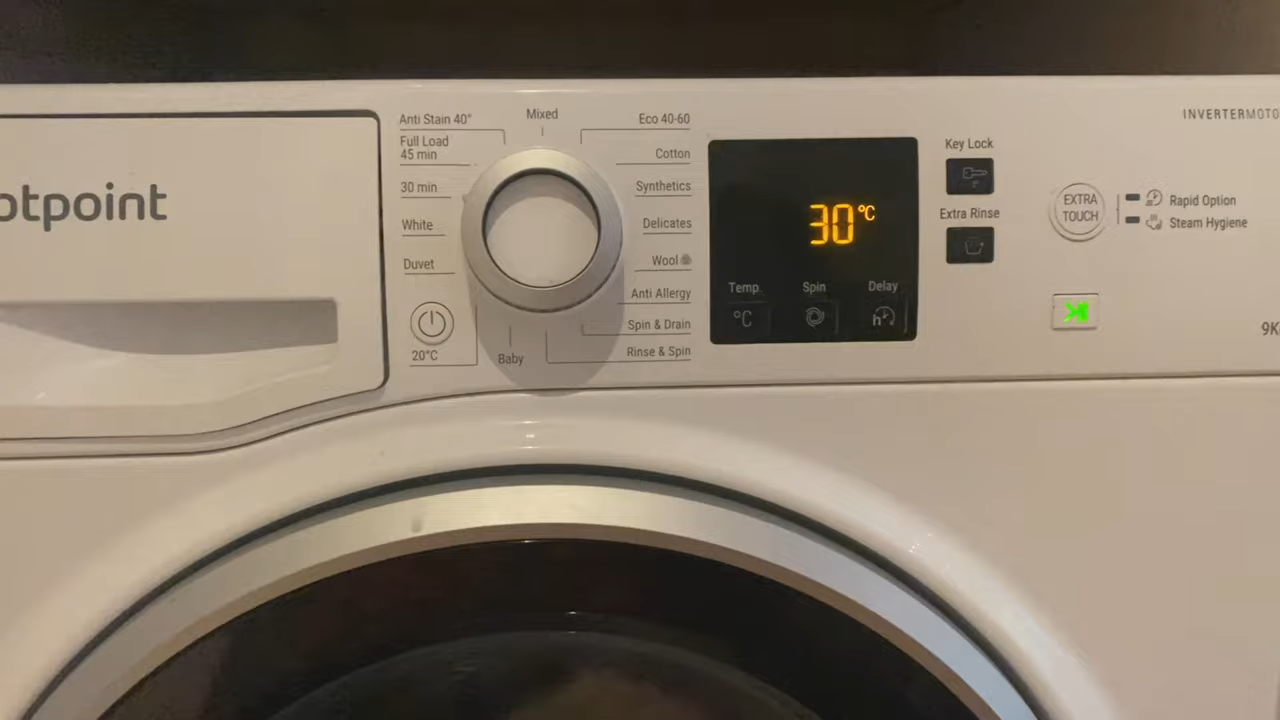 otpoint
Anti Stain 40°
Full Load
45 min
30 min
White
Duvet
20°C
Mixed
Baby
Eco 40-60
Cotton
Synthetics
Delicates
Wool
Anti Allergy
Spin & Drain
Rinse & Spin
30°C
Temp.
Spin
Delay
°C
h
Key Lock
Extra Rinse
EXTRA
TOUCH
Rapid Option
Steam Hygiene
INVERTERMOTO
9K